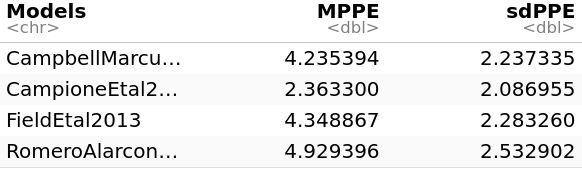 Models MPPE sdPPE
<chr> <dbl> <dbl>
CampbellMarcu… 4.235394 2.237335
CampioneEtal2… 2.363300 2.086955
FieldEtal2013 4.348867 2.283260
RomeroAlarcon… 4.929396 2.532902